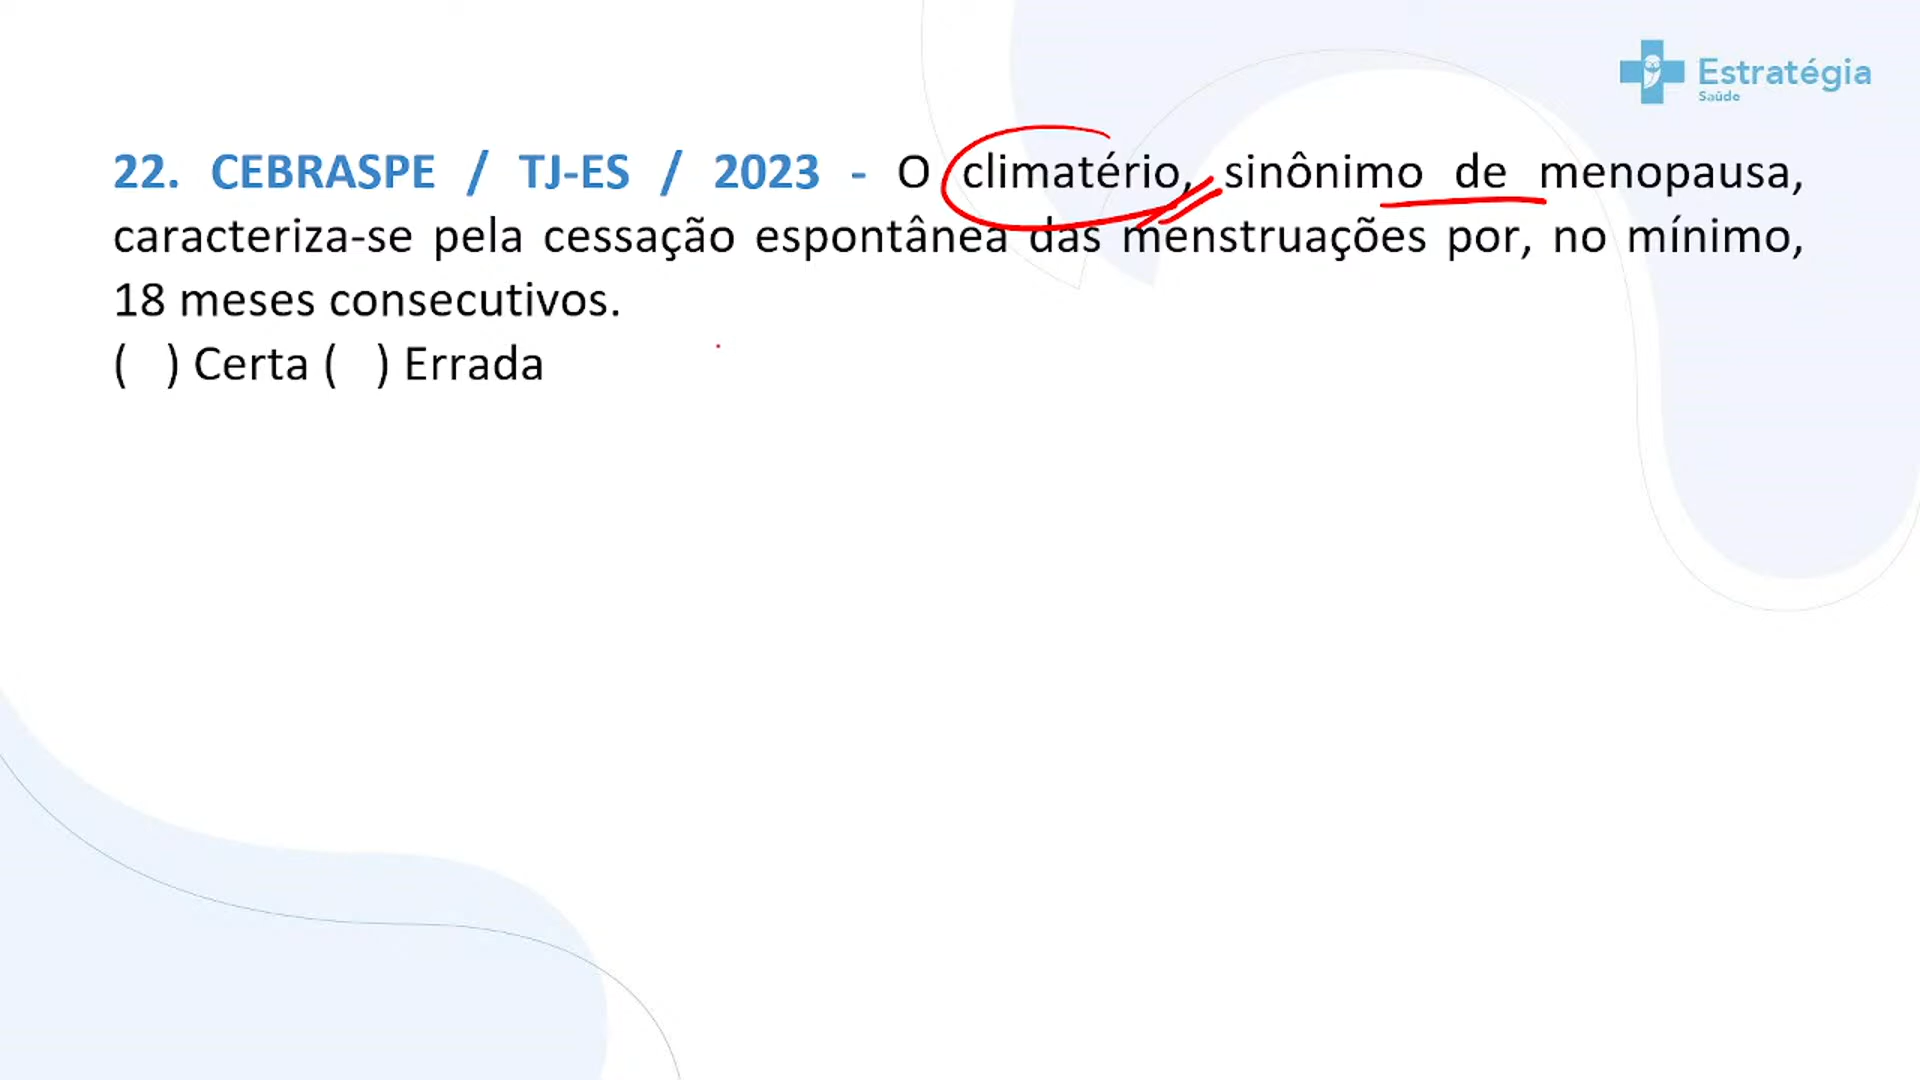 Estratégia
Saúde
22. CEBRASPE / TJ-ES / 2023 - O climatério, sinônimo de menopausa,
caracteriza-se pela cessação espontânea das menstruações por, no mínimo,
18 meses consecutivos.
( ) Certa ( ) Errada